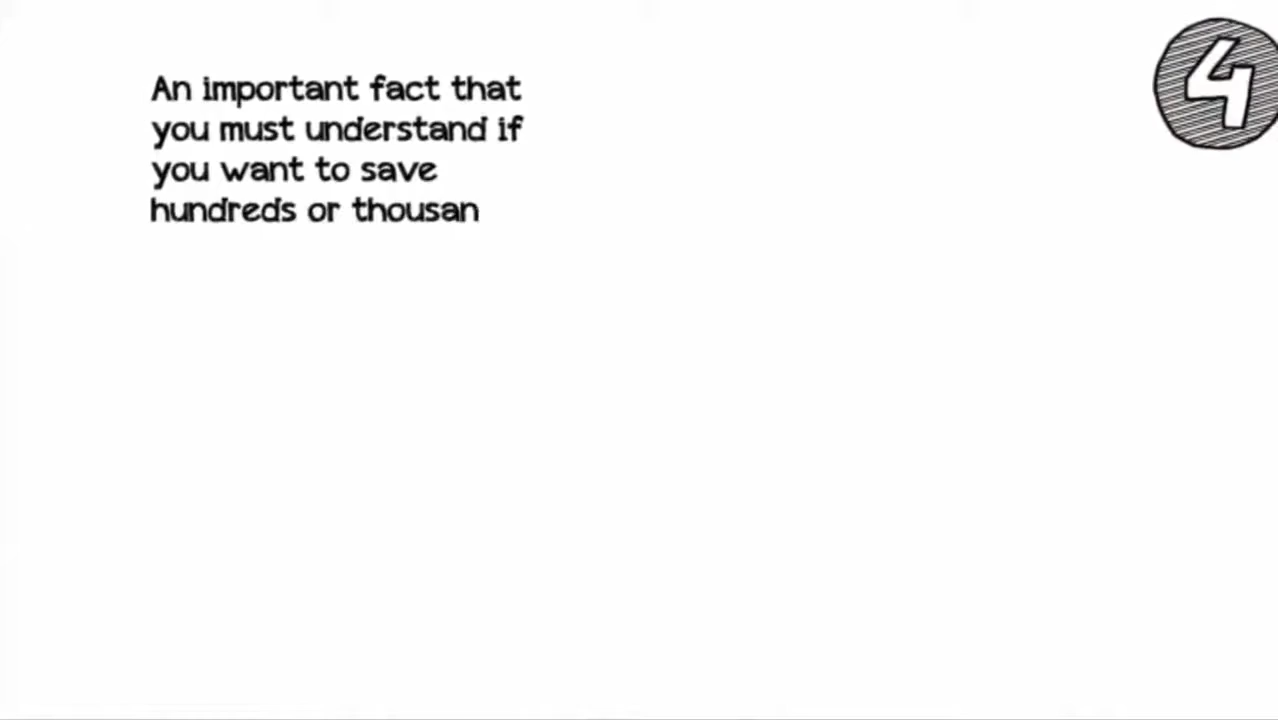 4
An important fact that
you must understand if
you want to save
hundreds or thousan